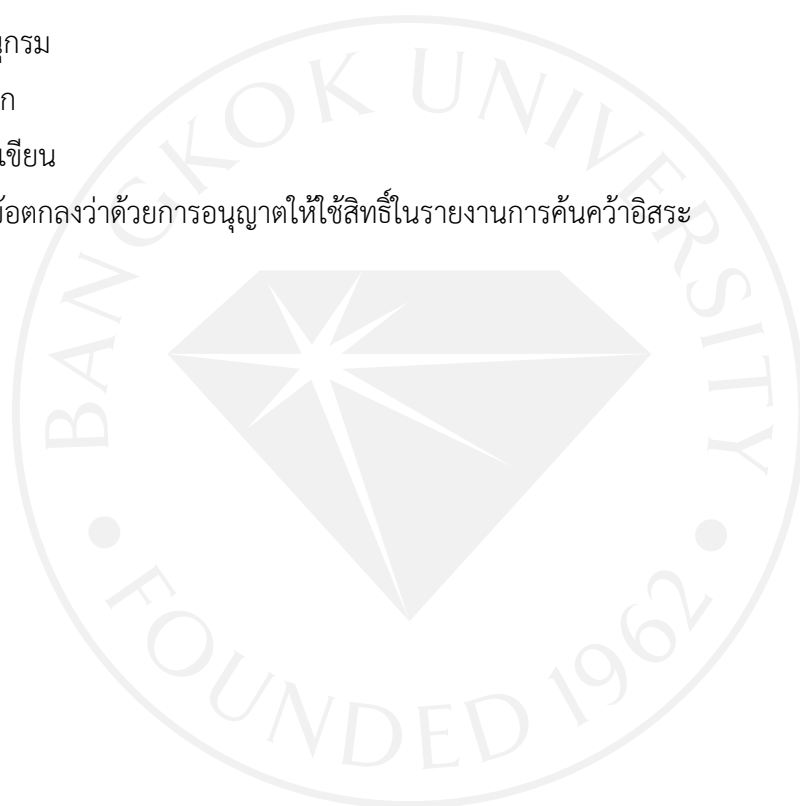 นุกรม
ก
เขียน
ข้อตกลงว่าด้วยการอนุญาตให้ใช้สิทธิ์ในรายงานการค้นคว้าอิสระ
BANGKOK UNIVERSITY
• FOUNDED 1962 •